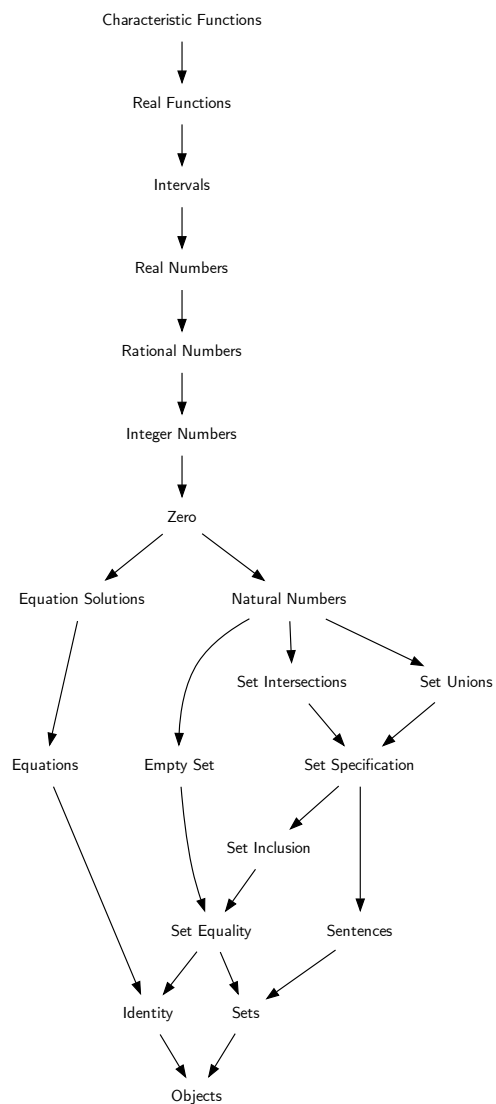 Characteristic Functions
Real Functions
Intervals
Real Numbers
Rational Numbers
Integer Numbers
Zero
Equation Solutions
Natural Numbers
Set Intersections
Set Unions
Equations
Empty Set
Set Specification
Set Inclusion
Set Equality
Sentences
Identity
Sets
Objects